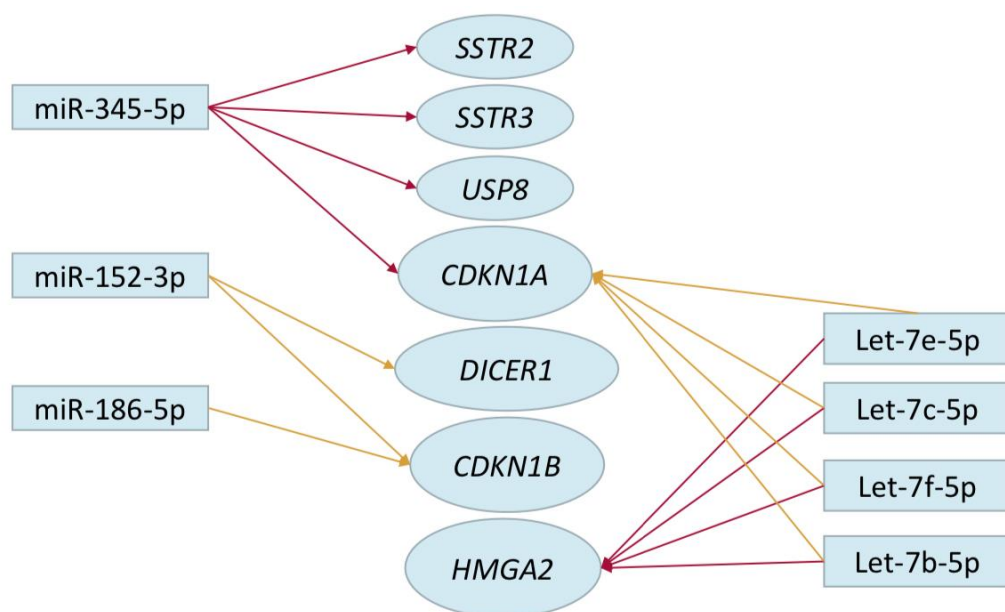 miR-345-5p
miR-152-3p
miR-186-5p
SSTR2
SSTR3
USP8
CDKN1A
DICER1
CDKN1B
HMGA2
Let-7e-5p
Let-7c-5p
Let-7f-5p
Let-7b-5p